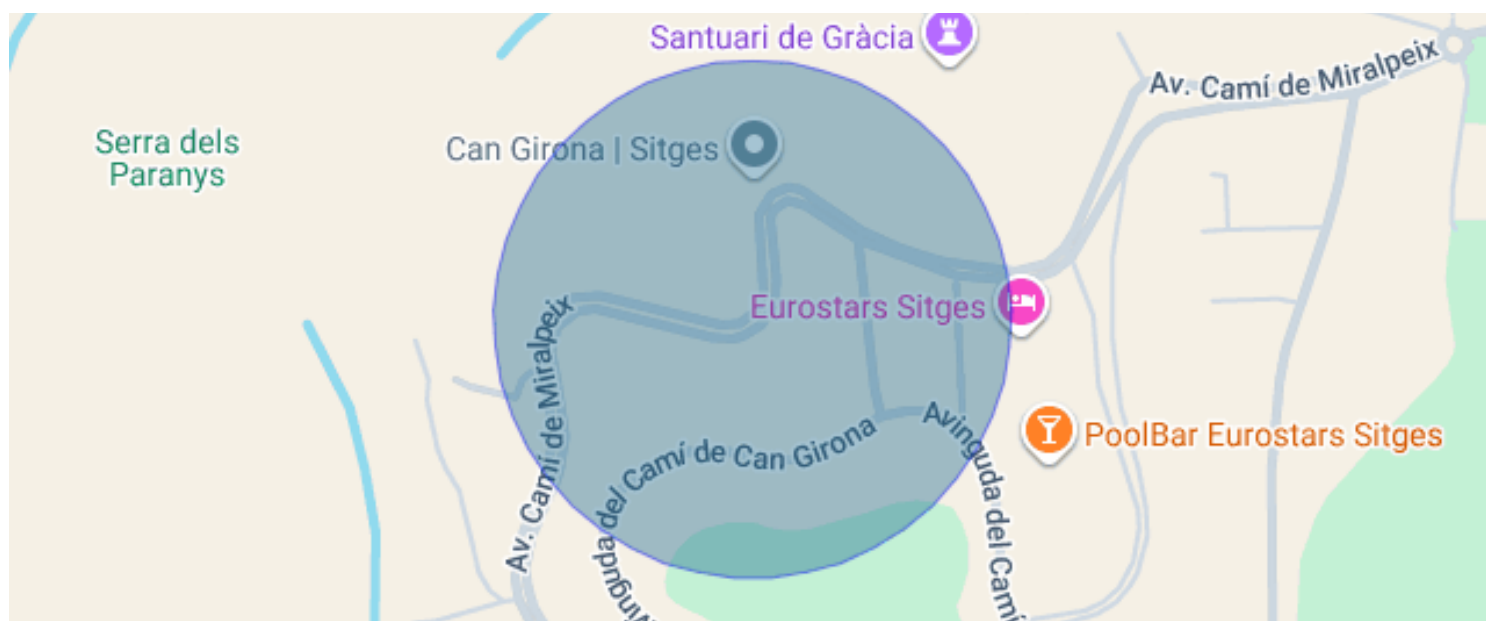 Santuari de Gràcia
Av. Camí de Miralpeix
Serra dels
Paranys
Can Girona | Sitges
Eurostars Sitges
Av. Camí de Miralpeix
Avinguda del Camí de Can Girona
Avinguda del Camí
PoolBar Eurostars Sitges